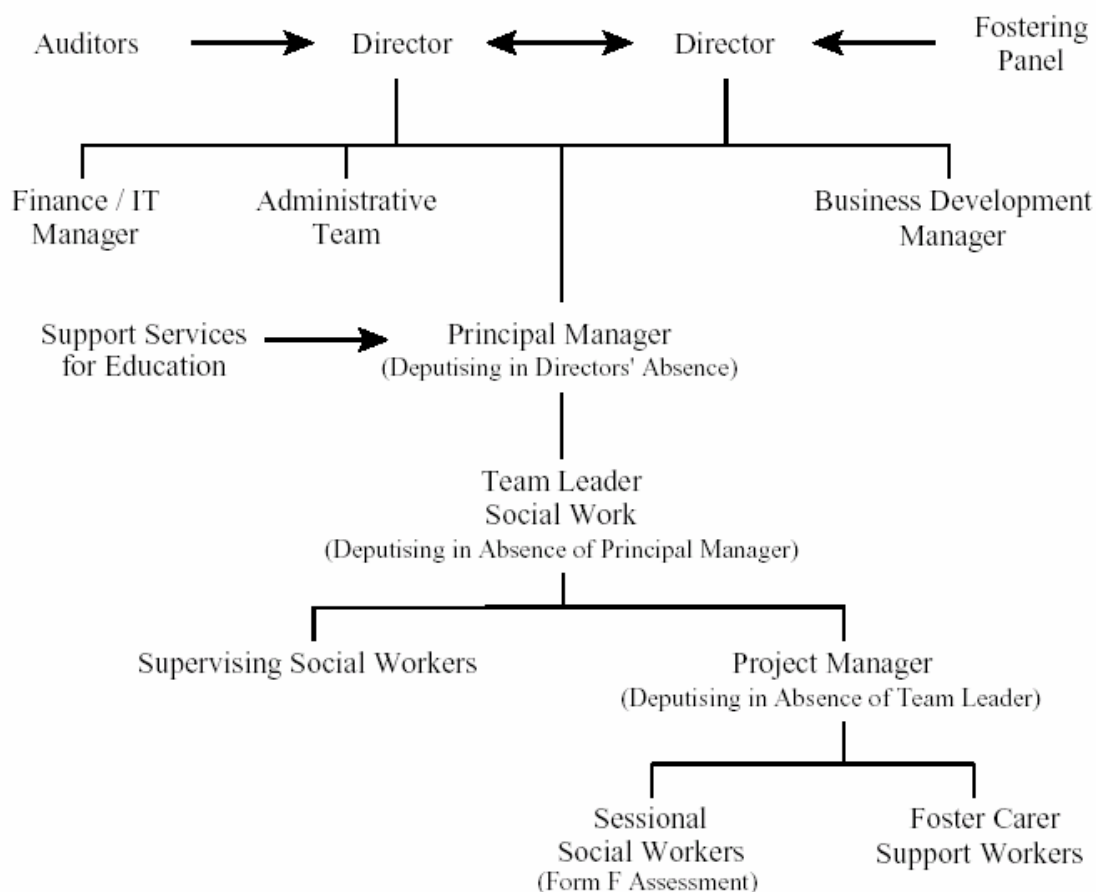 Auditors
Director
Director
Fostering
Panel
Finance / IT
Manager
Administrative
Team
Business Development
Manager
Support Services
for Education
Principal Manager
(Deputising in Directors' Absence)
Team Leader
Social Work
(Deputising in Absence of Principal Manager)
Supervising Social Workers
Project Manager
(Deputising in Absence of Team Leader)
Sessional
Social Workers
(Form F Assessment)
Foster Carer
Support Workers